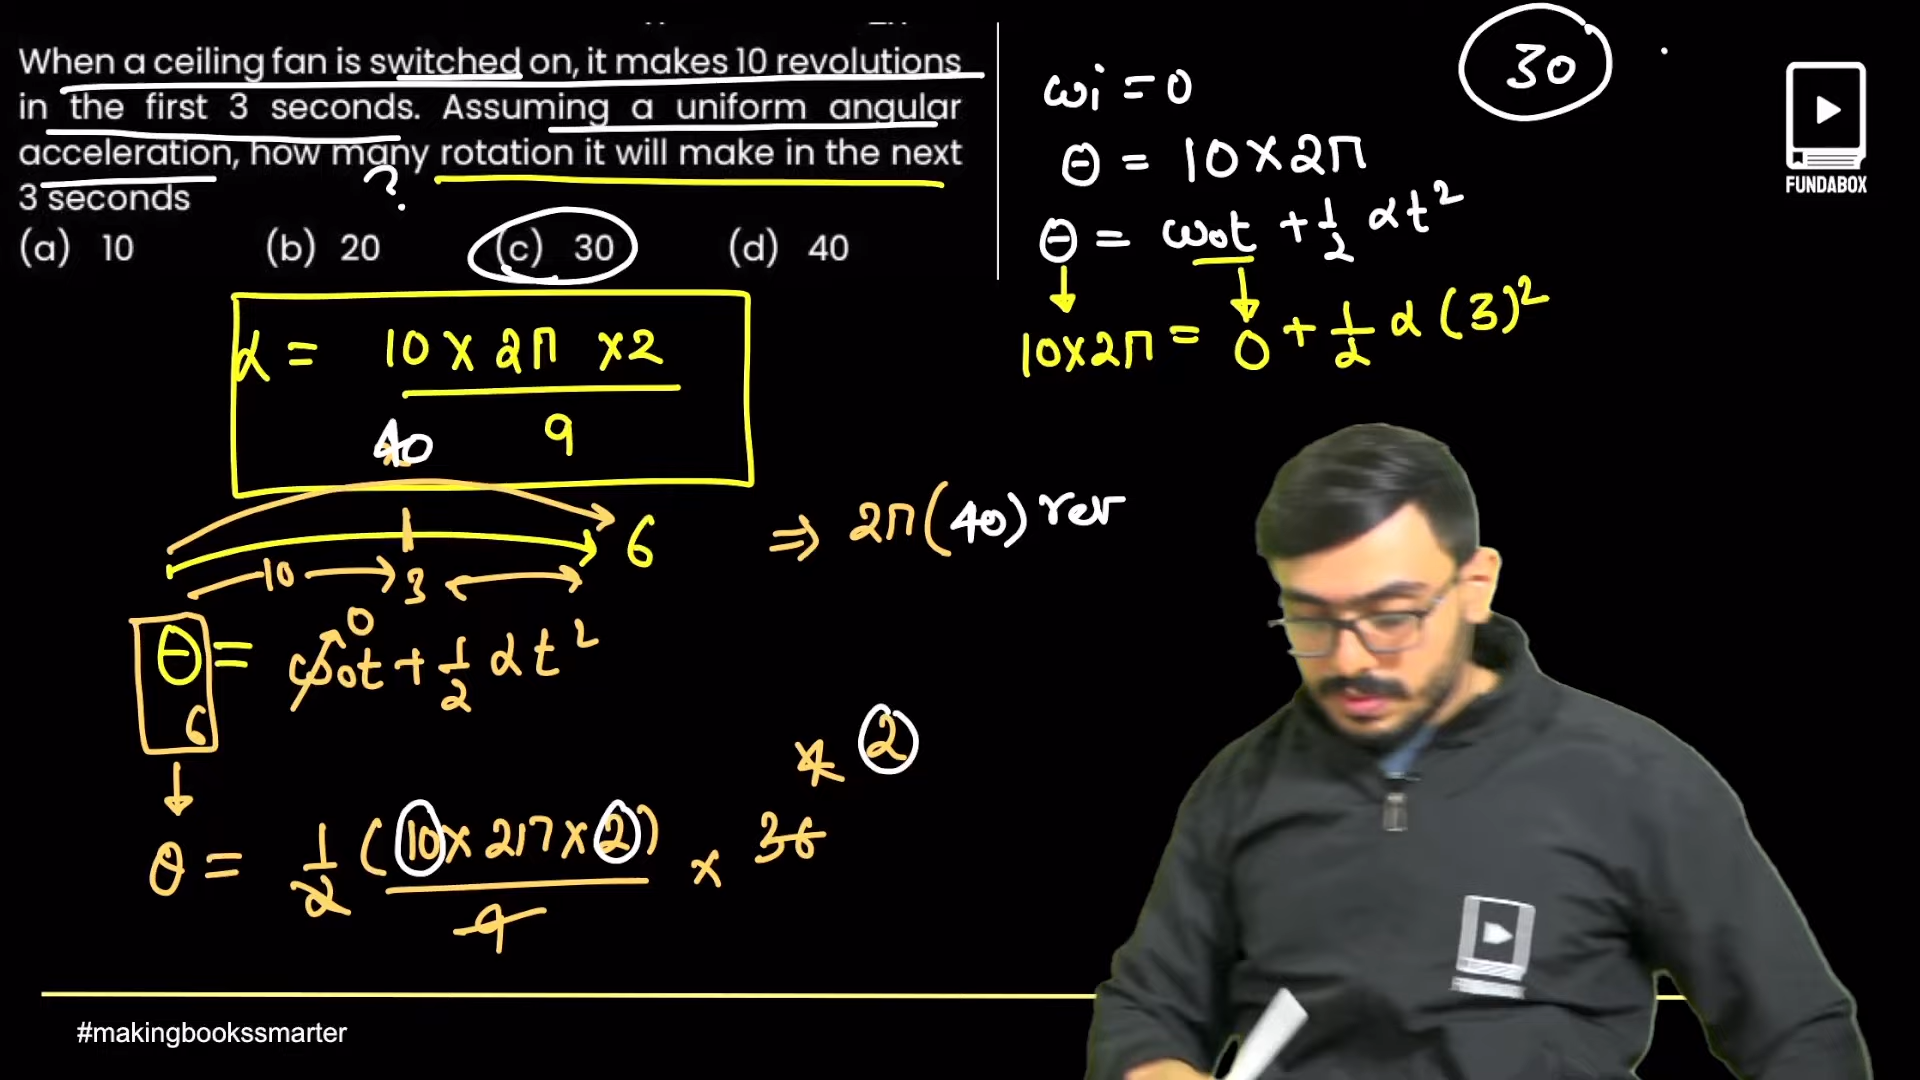 When a ceiling fan is switched on, it makes 10 revolutions
in the first 3 seconds. Assuming a uniform angular
acceleration, how many rotation it will make in the next
3 seconds
?
(a) 10 (b) 20 (c) 30 (d) 40
α = 10 × 2π × 2
9
40
6
10 3
⇒ 2π(40) rev
θ = ω₀t + 1/2 αt²
0
6
θ = 1/2 (10 × 2π × 2) × 36
9
× 2
ωi = 0
θ = 10 × 2π
θ = ω₀t + 1/2 αt²
10×2π = 0 + 1/2 α (3)²
30
FUNDABOX
#makingbookssmarter